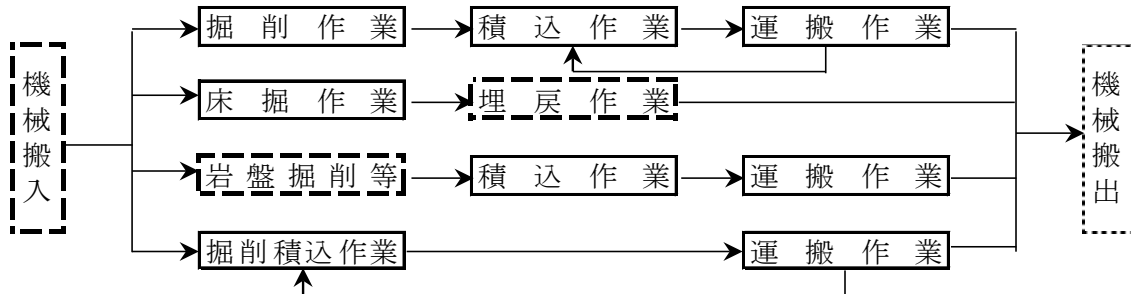 機械搬入
掘削作業
積込作業
運搬作業
床掘作業
埋戻作業
岩盤掘削等
積込作業
運搬作業
掘削積込作業
運搬作業
機械搬出